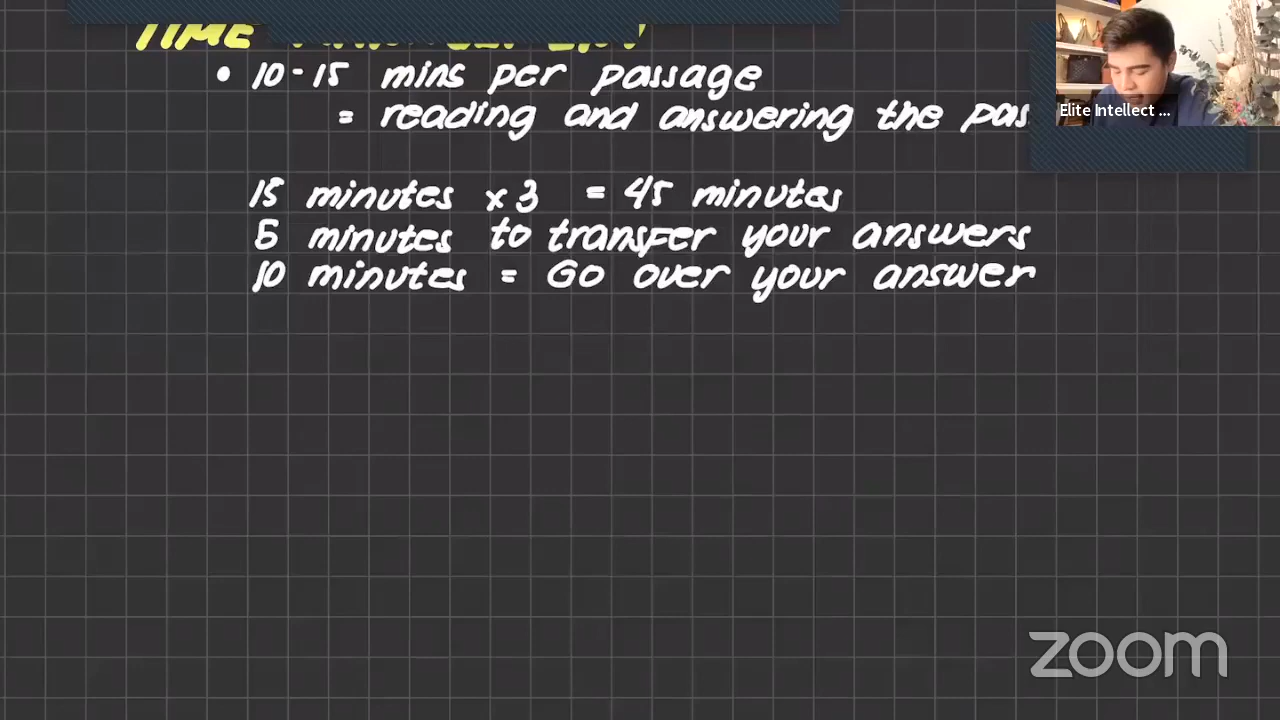 TIME
• 10-15 mins per passage
= reading and answering the pas
15 minutes x 3 = 45 minutes
5 minutes to transfer your answers
10 minutes = Go over your answer
Elite Intellect ...
zoom